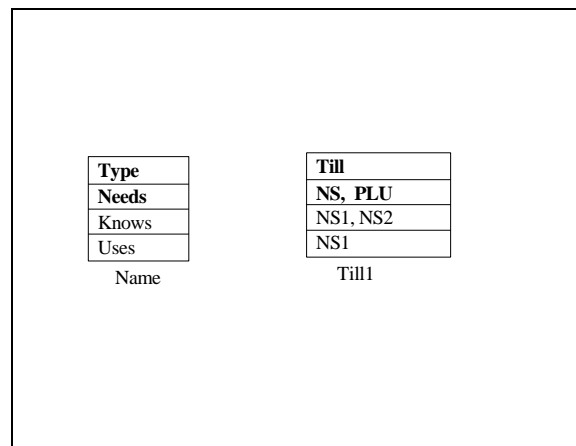 Type
Needs
Knows
Uses
Name
Till
NS, PLU
NS1, NS2
NS1
Till1